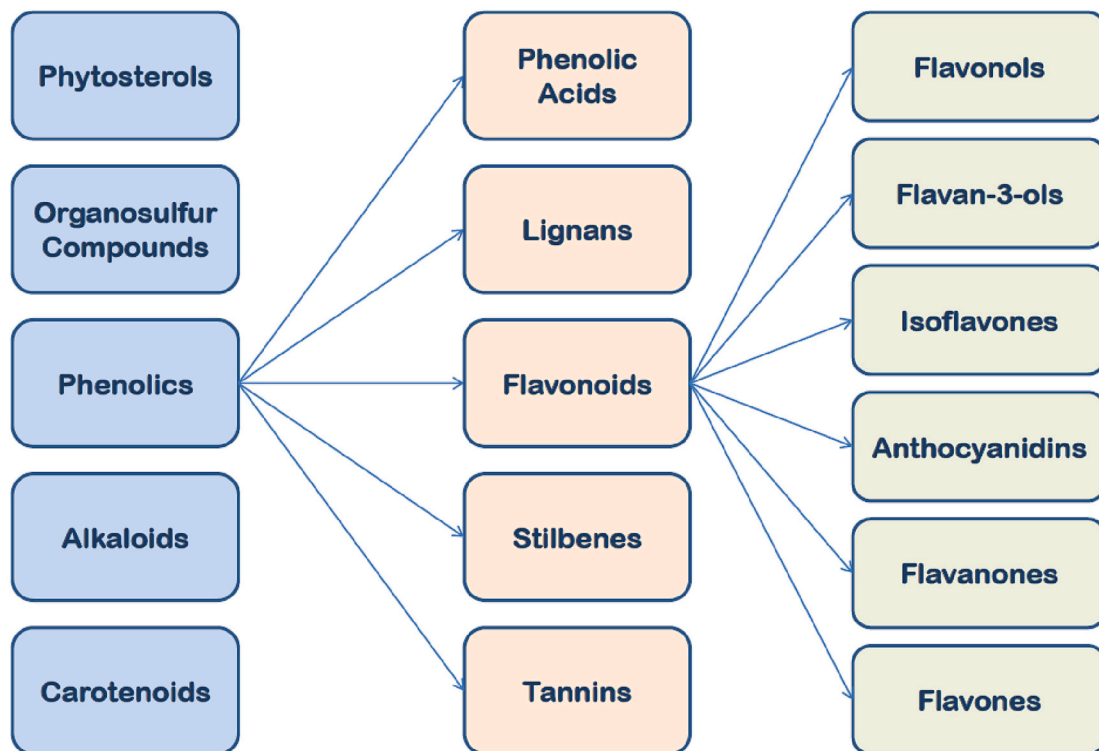 Phytosterols
Organosulfur
Compounds
Phenolics
Alkaloids
Carotenoids
Phenolic
Acids
Lignans
Flavonoids
Stilbenes
Tannins
Flavonols
Flavan-3-ols
Isoflavones
Anthocyanidins
Flavanones
Flavones